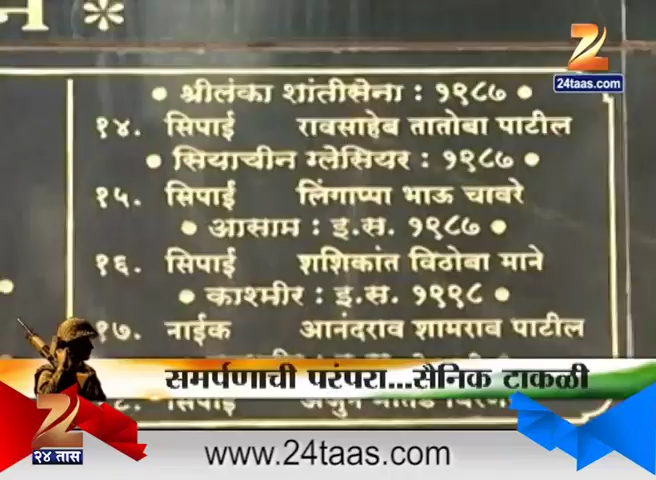 न *
24taas.com
• श्रीलंका शांतीसेना : १९८७ •
१४. सिपाई रावसाहेब तातोबा पाटील
• सियाचीन ग्लेसियर : १९८७ •
१५. सिपाई लिंगाप्पा भाऊ चावरे
• आसाम : इ.स. १९८७ •
१६. सिपाई शशिकांत विठोबा माने
• काश्मीर : इ.स. १९९८ •
१७. नाईक आनंदराव शामराव पाटील
समर्पणाची परंपरा...सैनिक टाकळी
सिपाई अर्जुन
२४ तास
www.24taas.com